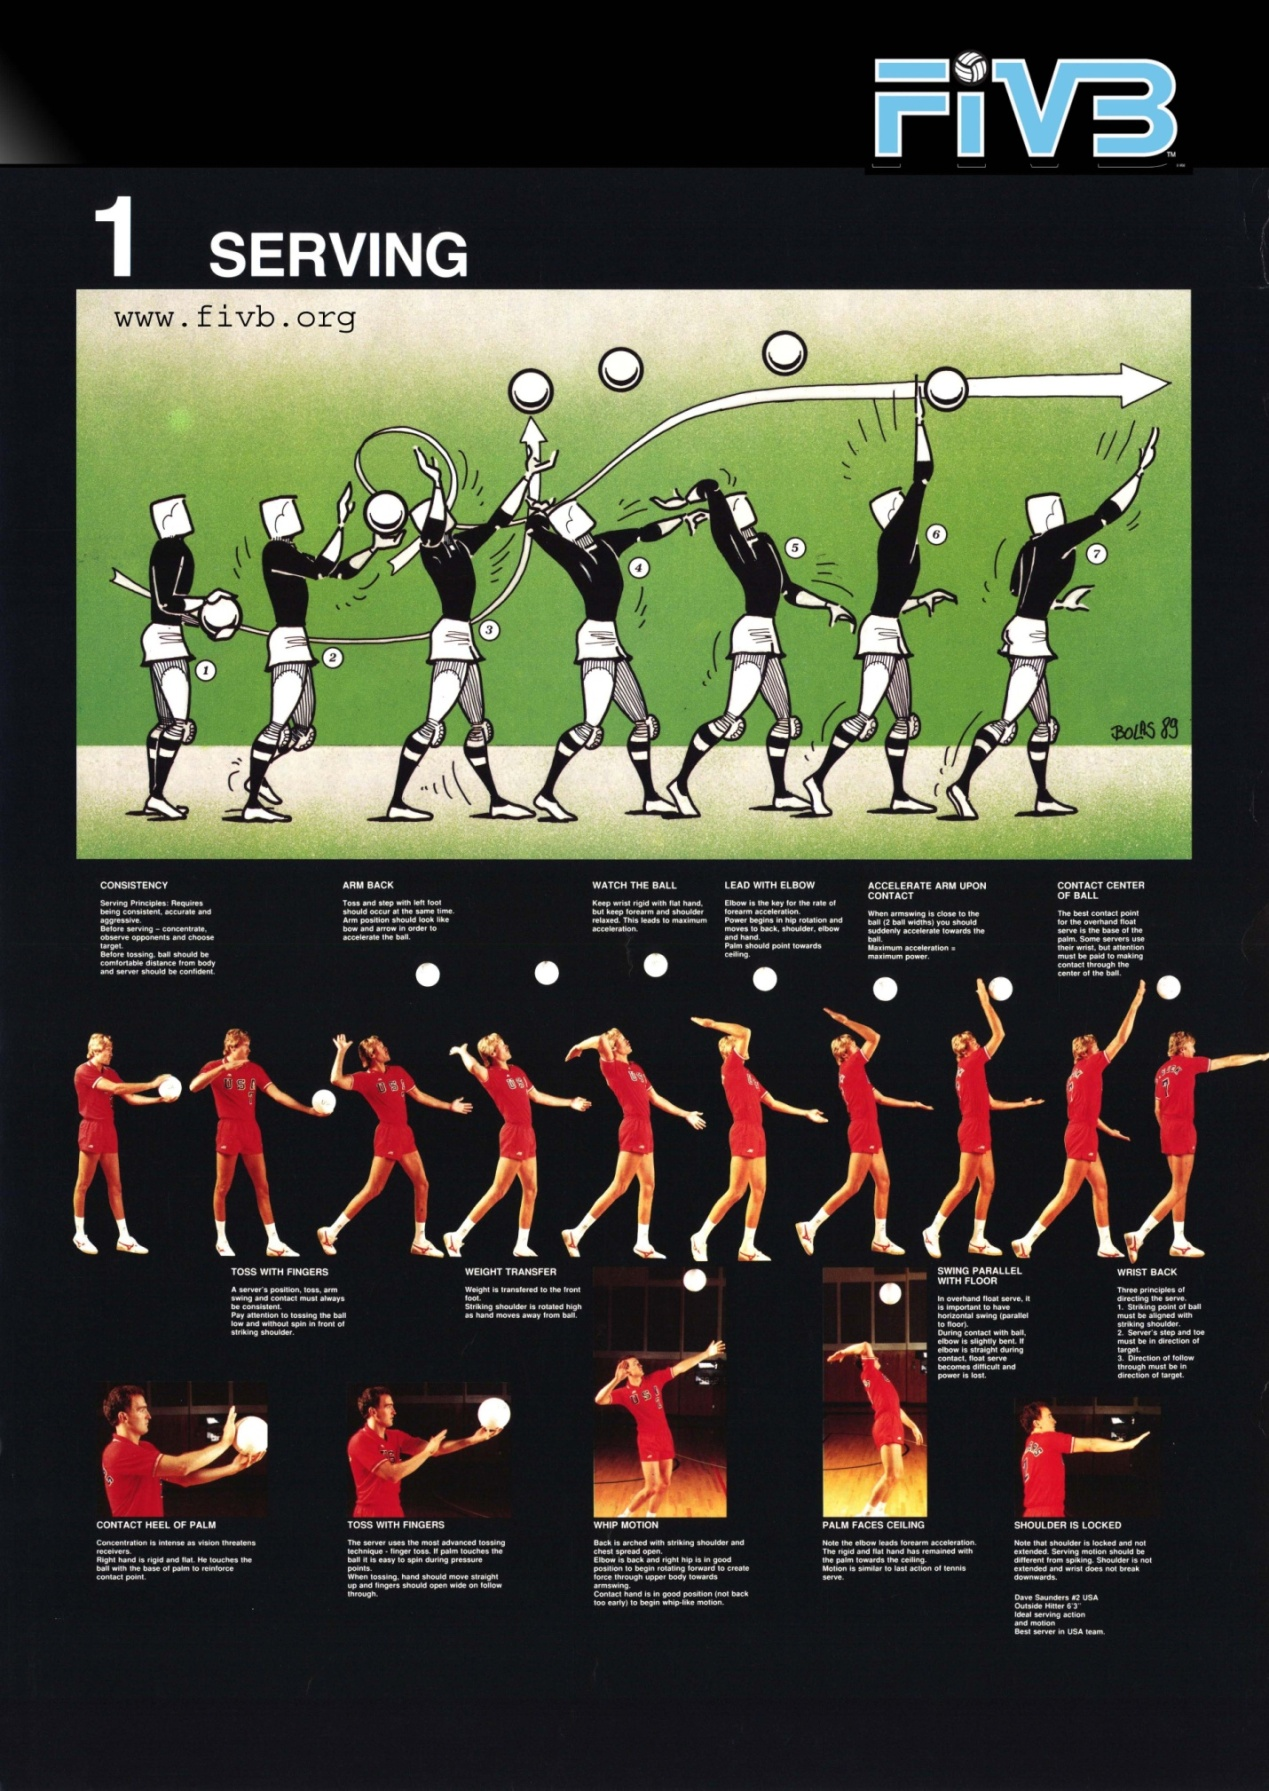 FiVB
TM
1 SERVING
www.fivb.org
1
2
3
4
5
6
7
BOLAS 89
CONSISTENCY
Serving Principles: Requires
being consistent, accurate and
aggressive.
Before serving – concentrate,
observe opponents and choose
target.
Before tossing, ball should be
comfortable distance from body
and server should be confident.
ARM BACK
Toss and step with left foot
should occur at the same time.
Arm position should look like
bow and arrow in order to
accelerate the ball.
WATCH THE BALL
Keep wrist rigid with flat hand,
but keep forearm and shoulder
relaxed. This leads to maximum
acceleration.
LEAD WITH ELBOW
Elbow is the key for the rate of
forearm acceleration.
Power begins in hip rotation and
moves to back, shoulder, elbow
and hand.
Palm should point towards
ceiling.
ACCELERATE ARM UPON
CONTACT
When armswing is close to the
ball (2 ball widths) you should
suddenly accelerate towards the
ball.
Maximum acceleration =
maximum power.
CONTACT CENTER
OF BALL
The best contact point
for the overhand float
serve is the base of the
palm. Some servers use
their wrist, but attention
must be paid to making
contact through the
center of the ball.
USA
7
TOSS WITH FINGERS
A server's position, toss, arm
swing and contact must always
be consistent.
Pay attention to tossing the ball
low and without spin in front of
striking shoulder.
WEIGHT TRANSFER
Weight is transfered to the front
foot.
Striking shoulder is rotated high
as hand moves away from ball.
SWING PARALLEL
WITH FLOOR
In overhand float serve, it
is important to have
horizontal swing (parallel
to floor).
During contact with ball,
elbow is slightly bent. If
elbow is straight during
contact, float serve
becomes difficult and
power is lost.
WRIST BACK
Three principles of
directing the serve.
1. Striking point of ball
must be aligned with
striking shoulder.
2. Server's step and toe
must be in direction of
target.
3. Direction of follow
through must be in
direction of target.
CONTACT HEEL OF PALM
Concentration is intense as vision threatens
receivers.
Right hand is rigid and flat. He touches the
ball with the base of palm to reinforce
contact point.
TOSS WITH FINGERS
The server uses the most advanced tossing
technique - finger toss. If palm touches the
ball it is easy to spin during pressure
points.
When tossing, hand should move straight
up and fingers should open wide on follow
through.
WHIP MOTION
Back is arched with striking shoulder and
chest spread open.
Elbow is back and right hip is in good
position to begin rotating forward to create
force through upper body towards
armswing.
Contact hand is in good position (not back
too early) to begin whip-like motion.
PALM FACES CEILING
Note the elbow leads forearm acceleration.
The rigid and flat hand has remained with
the palm towards the ceiling.
Motion is similar to last action of tennis
serve.
SHOULDER IS LOCKED
Note that shoulder is locked and not
extended. Serving motion should be
different from spiking. Shoulder is not
extended and wrist does not break
downwards.
Dave Saunders #2 USA
Outside Hitter 6'3"
Ideal serving action
and motion
Best server in USA team.